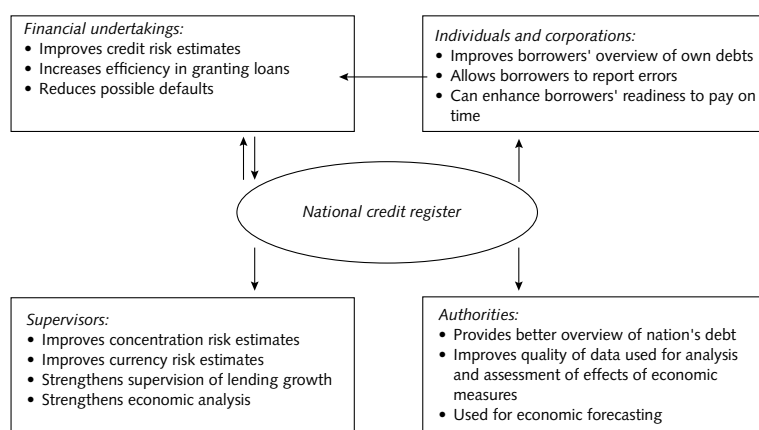 Financial undertakings:
• Improves credit risk estimates
• Increases efficiency in granting loans
• Reduces possible defaults
Individuals and corporations:
• Improves borrowers' overview of own debts
• Allows borrowers to report errors
• Can enhance borrowers' readiness to pay on
time
National credit register
Supervisors:
• Improves concentration risk estimates
• Improves currency risk estimates
• Strengthens supervision of lending growth
• Strengthens economic analysis
Authorities:
• Provides better overview of nation's debt
• Improves quality of data used for analysis
and assessment of effects of economic
measures
• Used for economic forecasting